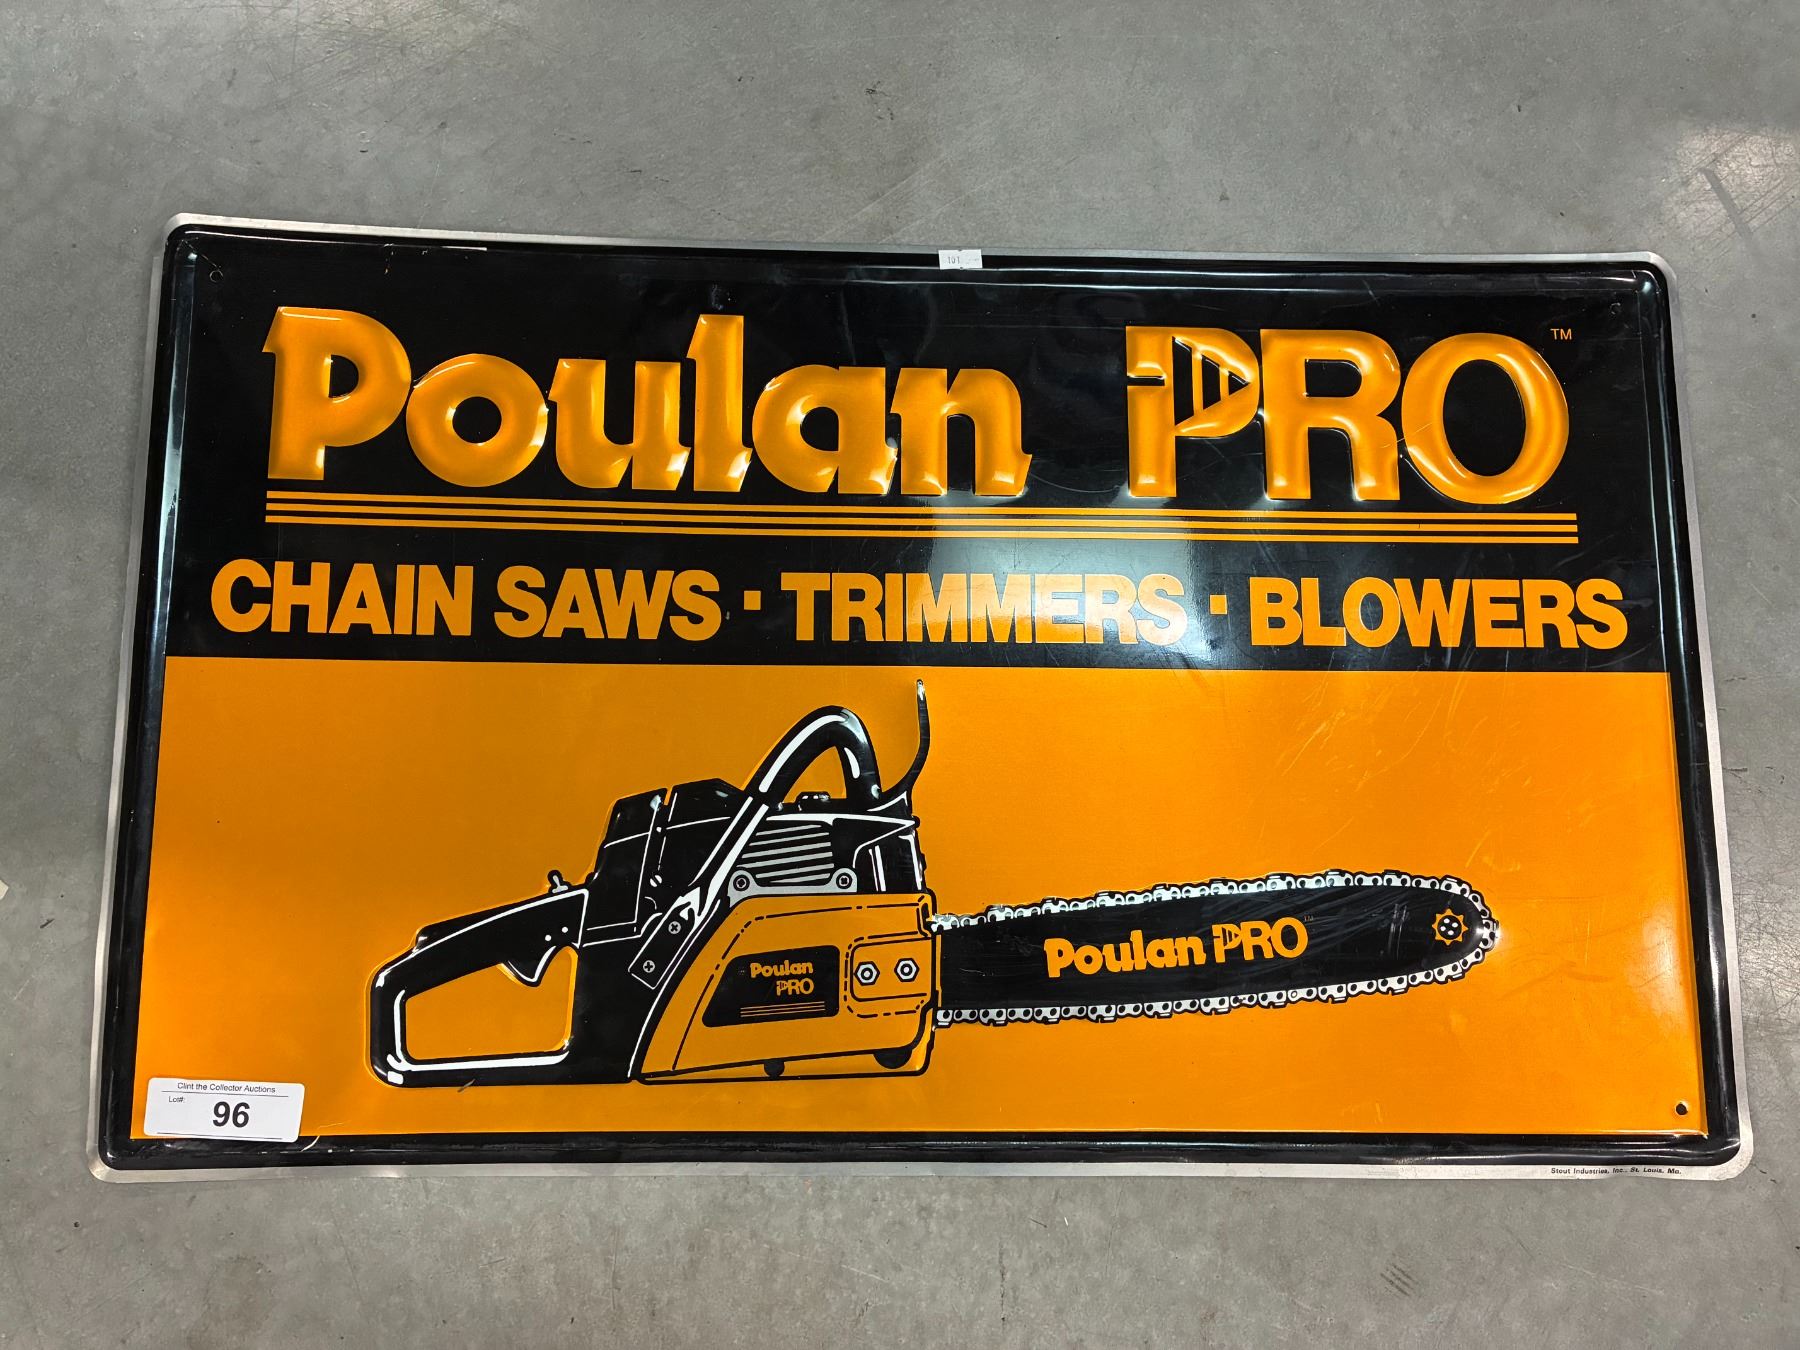 101
Poulan PRO™
CHAIN SAWS · TRIMMERS · BLOWERS
Poulan PRO™
Poulan
PRO
Clint the Collector Auctions
Lot#:
96
Stout Industries, Inc., St. Louis, Mo.